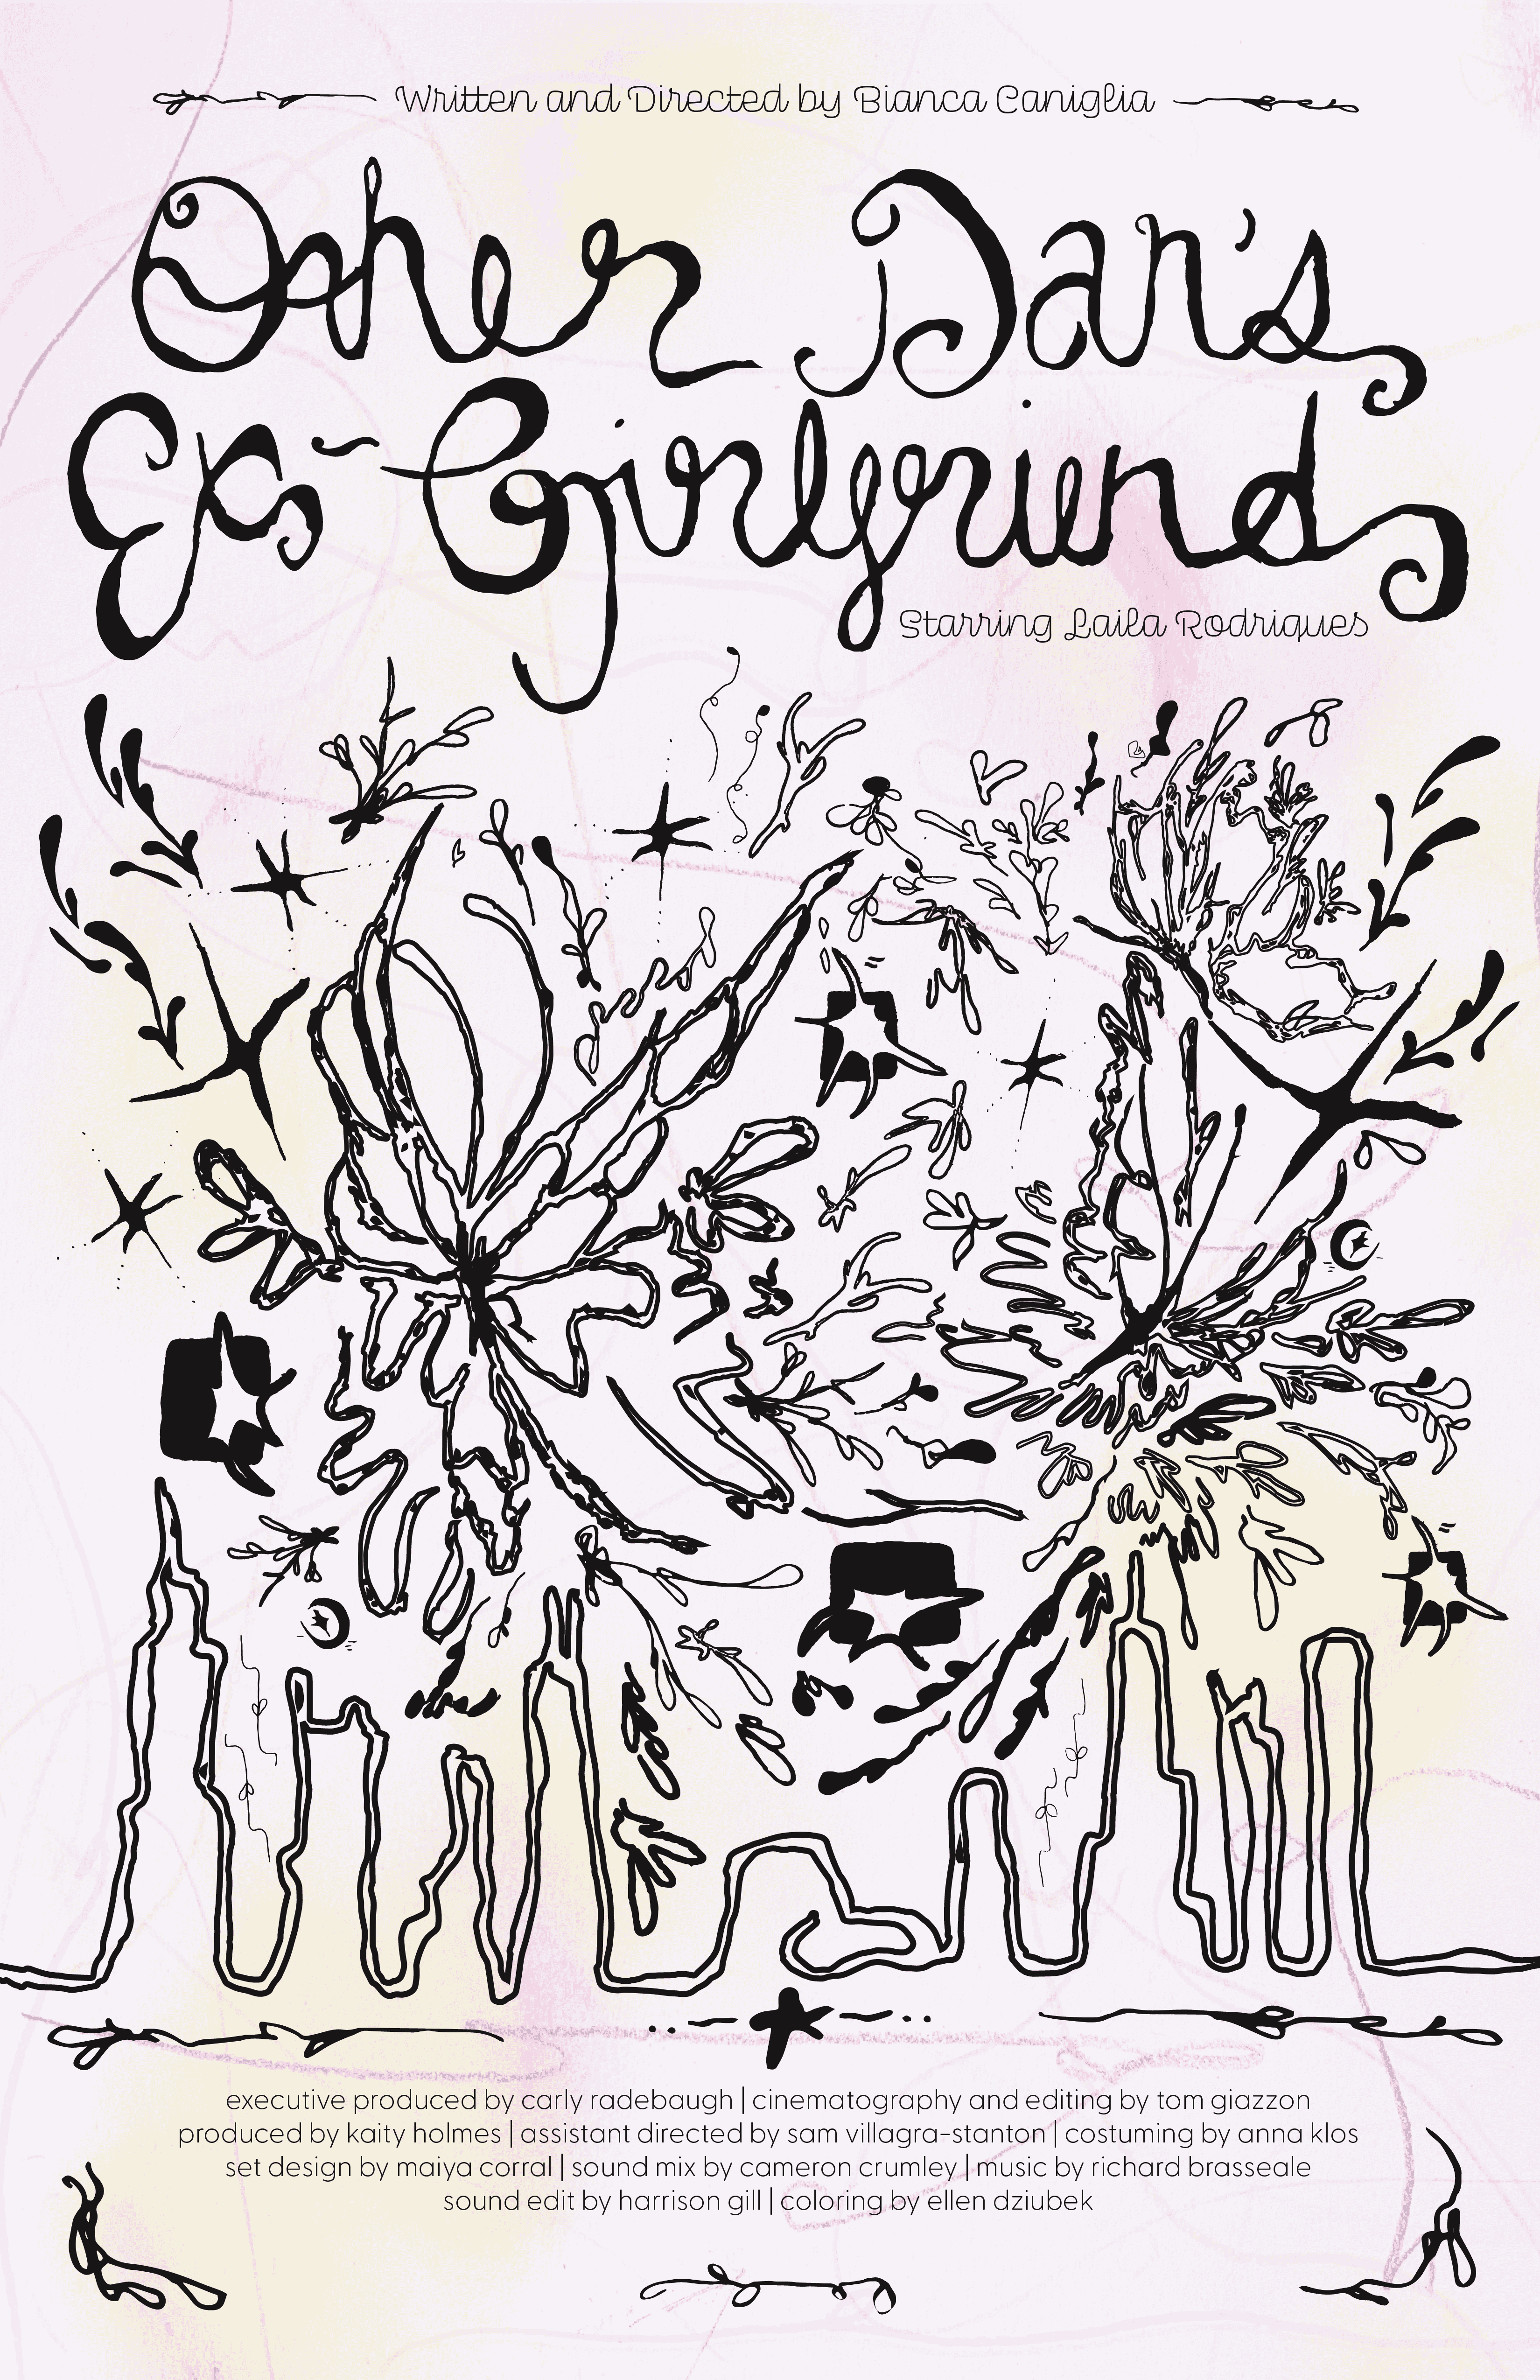 Written and Directed by Bianca Caniglia
Other Dan's
Ex-Girlfriend
Starring Laila Rodriques
executive produced by carly radebaugh | cinematography and editing by tom giazzon
produced by kaity holmes | assistant directed by sam villagra-stanton | costuming by anna klos
set design by maiya corral | sound mix by cameron crumley | music by richard brasseale
sound edit by harrison gill | coloring by ellen dziubek